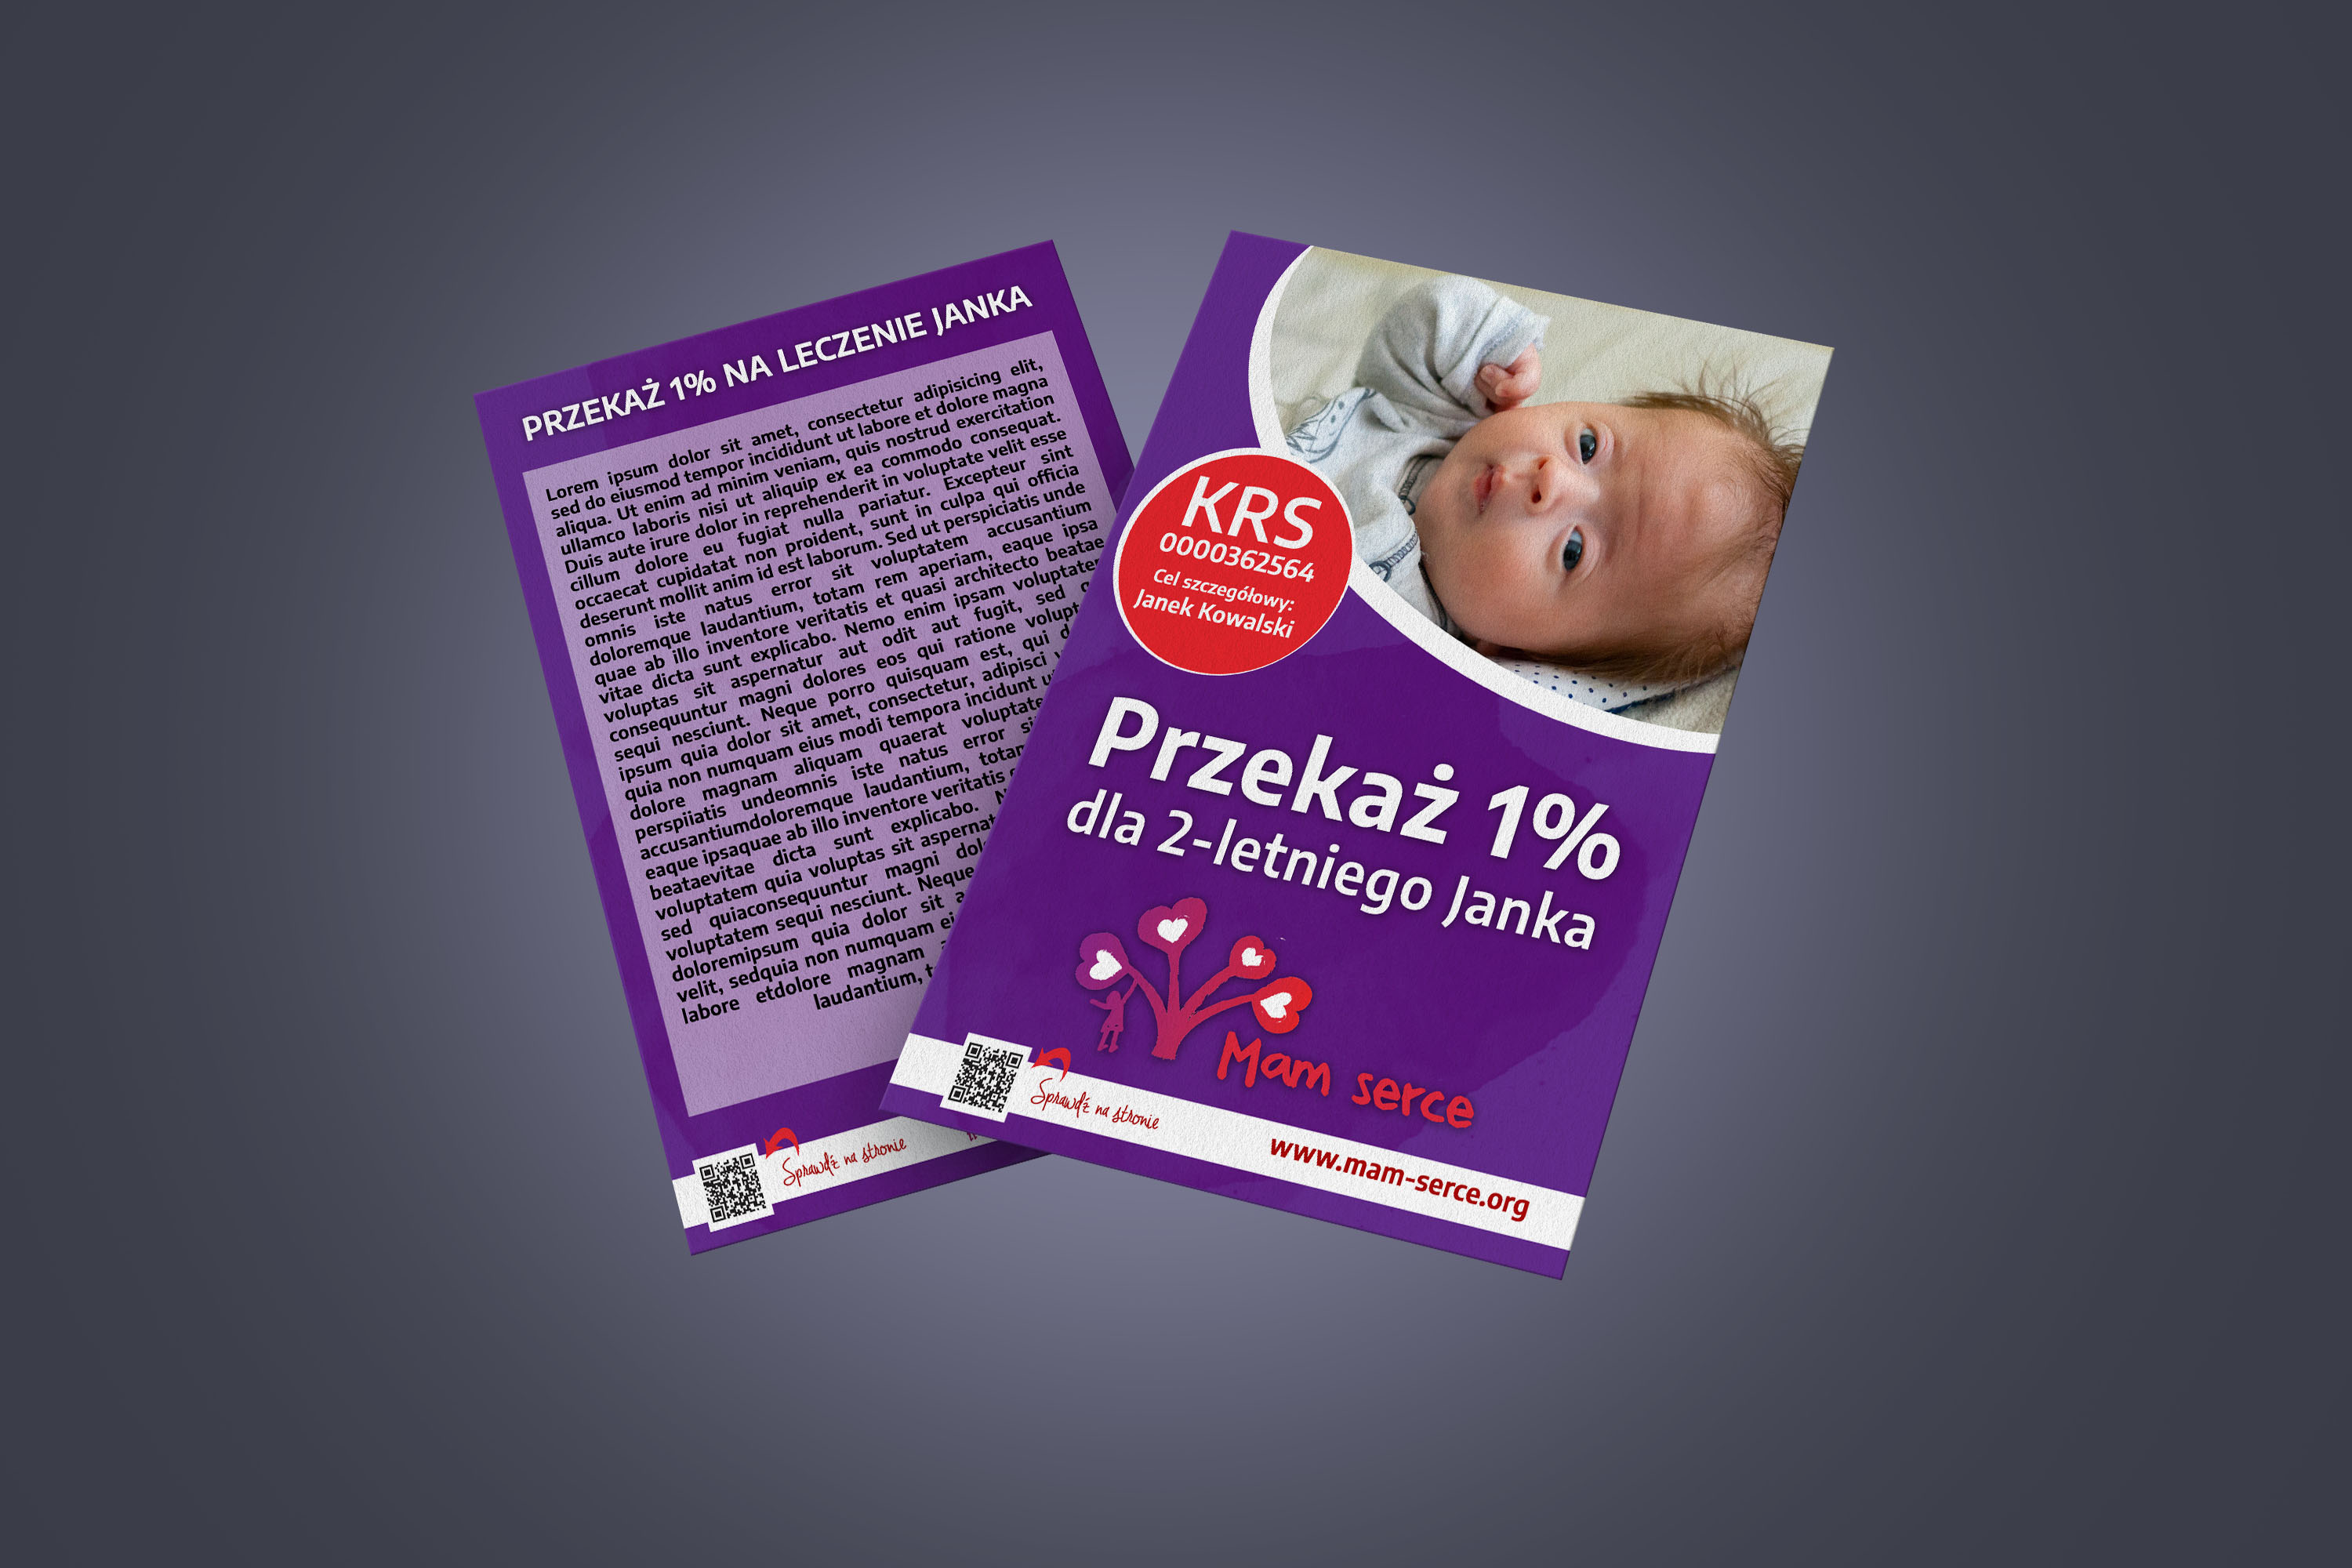 PRZEKAŻ 1% NA LECZENIE JANKA
Lorem ipsum dolor sit amet, consectetur adipisicing elit,
sed do eiusmod tempor incididunt ut labore et dolore magna
aliqua. Ut enim ad minim veniam, quis nostrud exercitation
ullamco laboris nisi ut aliquip ex ea commodo consequat.
Duis aute irure dolor in reprehenderit in voluptate velit esse
cillum dolore eu fugiat nulla pariatur. Excepteur sint
occaecat cupidatat non proident, sunt in culpa qui officia
deserunt mollit anim id est laborum. Sed ut perspiciatis unde
omnis iste natus error sit voluptatem accusantium
doloremque laudantium, totam rem aperiam, eaque ipsa
quae ab illo inventore veritatis et quasi architecto beatae
vitae dicta sunt explicabo. Nemo enim ipsam voluptatem
voluptas sit aspernatur aut odit aut fugit, sed
consequuntur magni dolores eos qui ratione
sequi nesciunt. Neque porro quisquam est, qui
ipsum quia dolor sit amet, consectetur, adipisci
quia non numquam eius modi tempora incidunt
dolore magnam aliquam quaerat
perspiiatis undeomnis iste natus error
accusantiumdoloremque laudantium,
eaque ipsaquae ab illo inventore veritatis
beataevitae dicta sunt explicabo.
voluptatem quia voluptas sit
sed quiaconsequuntur magni
voluptatem sequi nesciunt. Neque
doloremipsum quia dolor sit
velit, sedquia non numquam
labore etdolore magnam
laudantium,
Sprawdź na stronie
KRS
0000362564
Cel szczegółowy:
Janek Kowalski
Przekaż 1%
dla 2-letniego Janka
Mam serce
Sprawdź na stronie
www.mam-serce.org